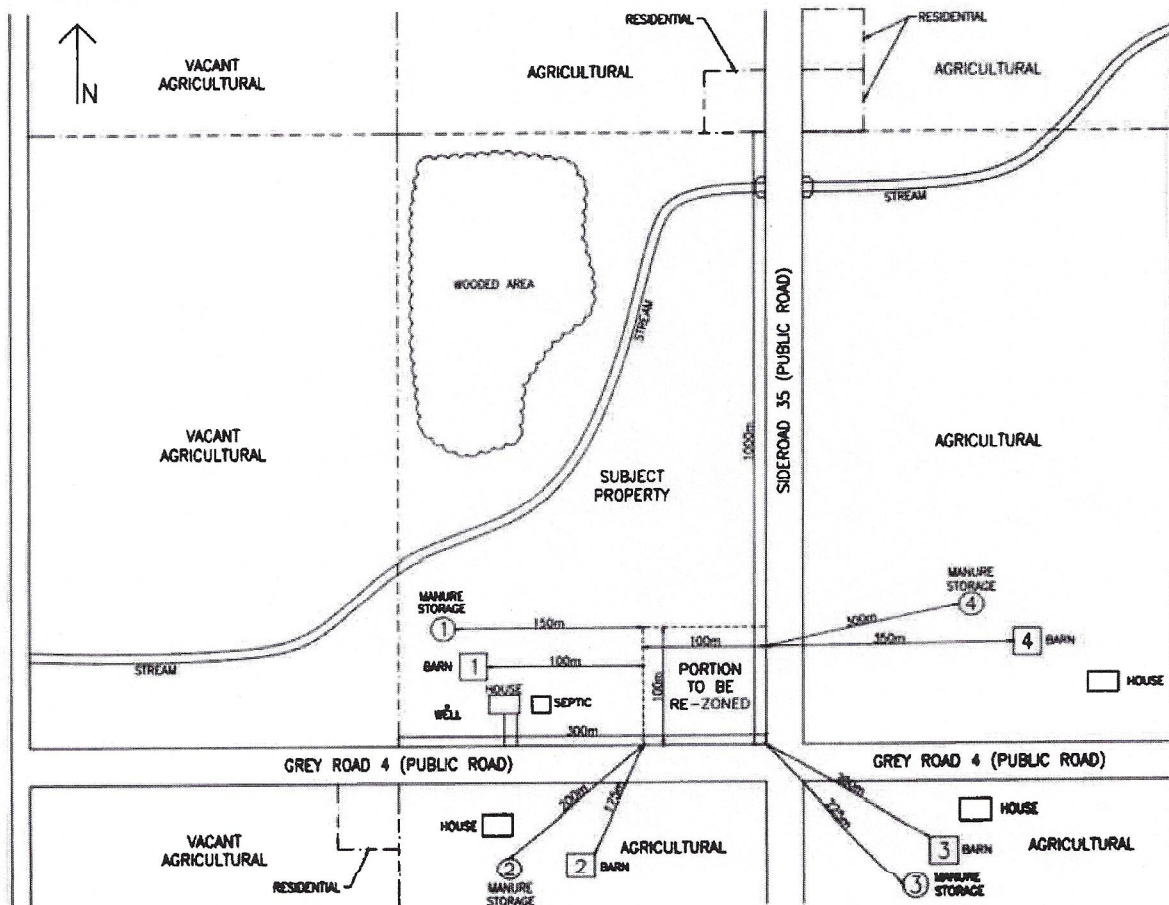 RESIDENTIAL
RESIDENTIAL
N
VACANT
AGRICULTURAL
AGRICULTURAL
AGRICULTURAL
STREAM
WOODED AREA
STREAM
SIDEROAD 35 (PUBLIC ROAD)
1000m
VACANT
AGRICULTURAL
AGRICULTURAL
SUBJECT
PROPERTY
MANURE
STORAGE
4
300m
350m
4
BARN
HOUSE
MANURE
STORAGE
1
150m
100m
BARN
1
100m
100m
PORTION
TO BE
RE-ZONED
STREAM
HOUSE
SEPTIC
WELL
300m
GREY ROAD 4 (PUBLIC ROAD)
GREY ROAD 4 (PUBLIC ROAD)
200m
175m
225m
HOUSE
HOUSE
VACANT
AGRICULTURAL
AGRICULTURAL
AGRICULTURAL
2
MANURE
STORAGE
2
BARN
3
BARN
3
MANURE
STORAGE
RESIDENTIAL